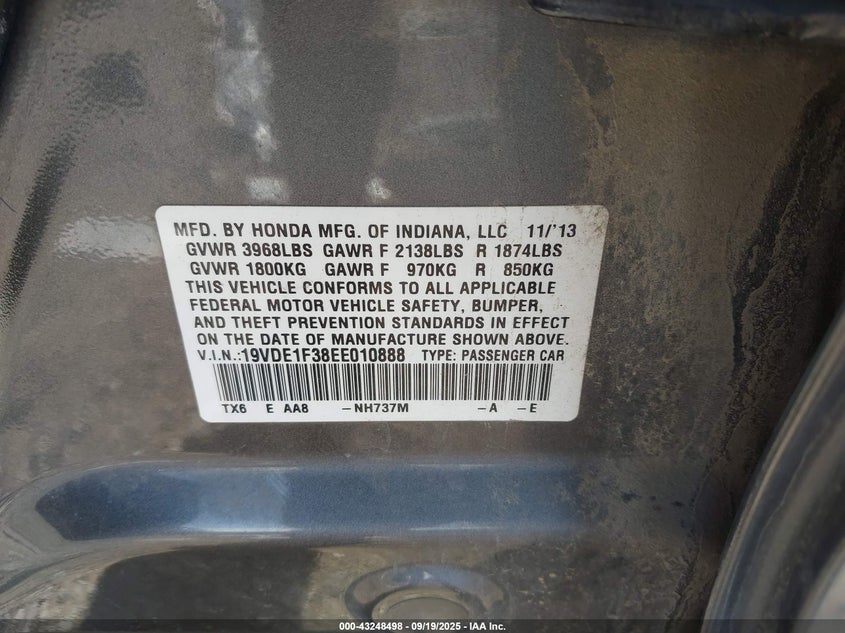 MFD. BY HONDA MFG. OF INDIANA, LLC 11/'13
GVWR 3968LBS GAWR F 2138LBS R 1874LBS
GVWR 1800KG GAWR F 970KG R 850KG
THIS VEHICLE CONFORMS TO ALL APPLICABLE
FEDERAL MOTOR VEHICLE SAFETY, BUMPER,
AND THEFT PREVENTION STANDARDS IN EFFECT
ON THE DATE OF MANUFACTURE SHOWN ABOVE.
V.I.N.:19VDE1F38EE010888 TYPE: PASSENGER CAR
TX6 E AA8 -NH737M -A -E
000-43248498 - 09/19/2025 - IAA Inc.